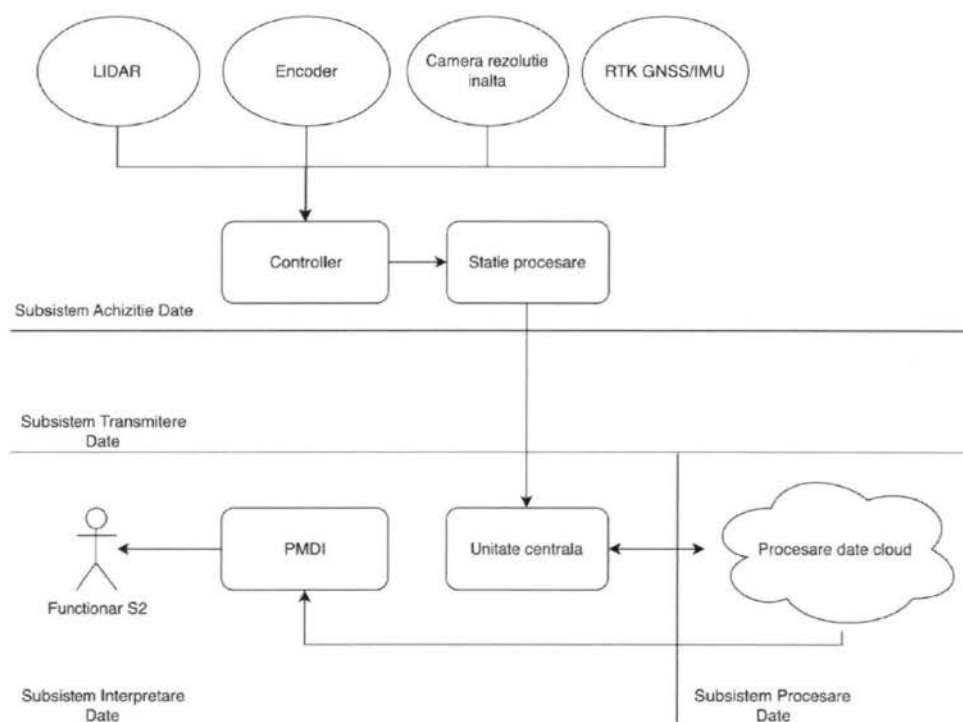 LIDAR
Encoder
Camera rezolutie
inalta
RTK GNSS/IMU
Controller
Statie procesare
Subsistem Achizitie Date
Subsistem Transmitere
Date
PMDI
Unitate centrala
Procesare date cloud
Functionar S2
Subsistem Interpretare
Date
Subsistem Procesare
Date